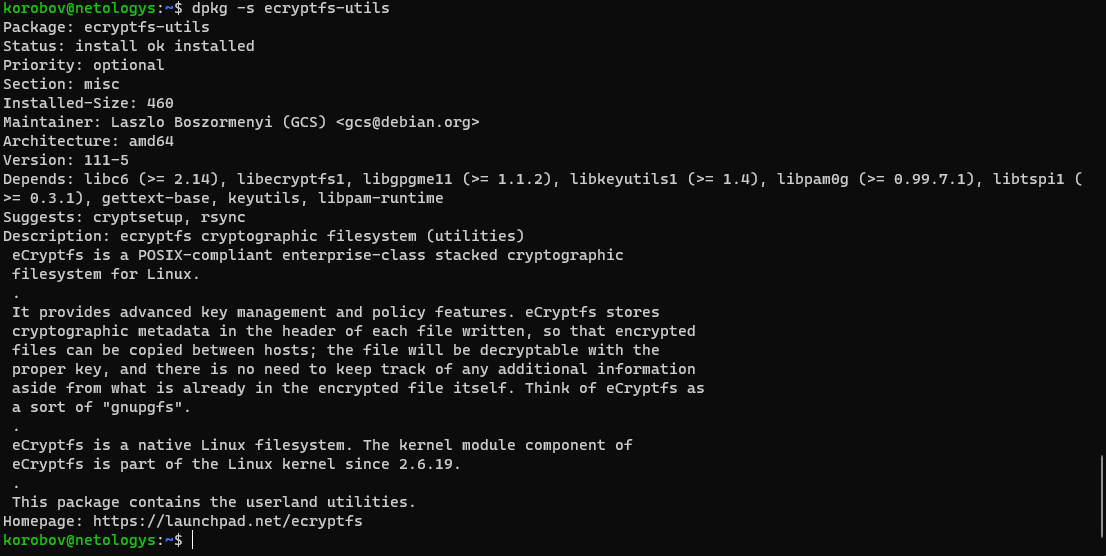 korobov@netologys:~$ dpkg -s ecryptfs-utils
Package: ecryptfs-utils
Status: install ok installed
Priority: optional
Section: misc
Installed-Size: 460
Maintainer: Laszlo Boszormenyi (GCS) <gcs@debian.org>
Architecture: amd64
Version: 111-5
Depends: libc6 (>= 2.14), libecryptfs1, libgpgme11 (>= 1.1.2), libkeyutils1 (>= 1.4), libpam0g (>= 0.99.7.1), libtspi1 (
>= 0.3.1), gettext-base, keyutils, libpam-runtime
Suggests: cryptsetup, rsync
Description: ecryptfs cryptographic filesystem (utilities)
 eCryptfs is a POSIX-compliant enterprise-class stacked cryptographic
 filesystem for Linux.
 .
 It provides advanced key management and policy features. eCryptfs stores
 cryptographic metadata in the header of each file written, so that encrypted
 files can be copied between hosts; the file will be decryptable with the
 proper key, and there is no need to keep track of any additional information
 aside from what is already in the encrypted file itself. Think of eCryptfs as
 a sort of "gnupgfs".
 .
 eCryptfs is a native Linux filesystem. The kernel module component of
 eCryptfs is part of the Linux kernel since 2.6.19.
 .
 This package contains the userland utilities.
Homepage: https://launchpad.net/ecryptfs
korobov@netologys:~$